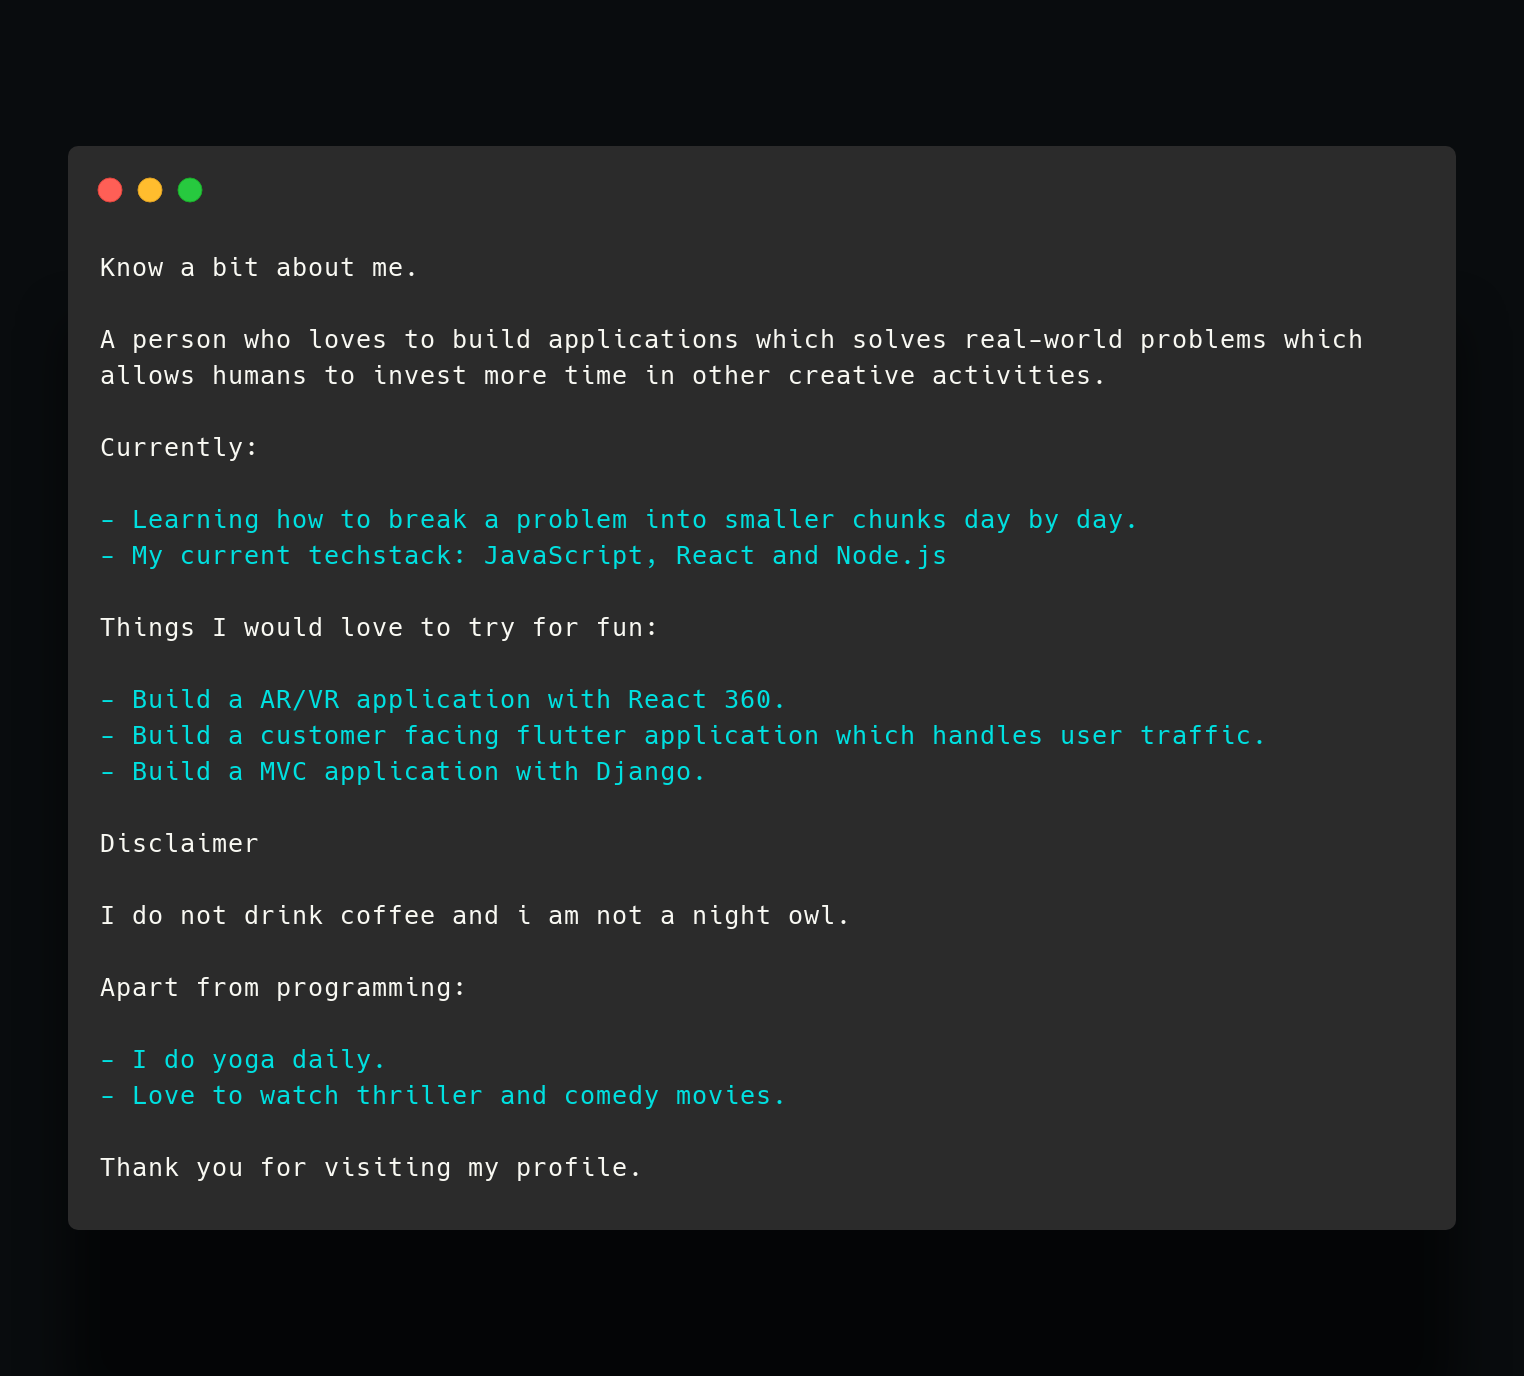 Know a bit about me.
A person who loves to build applications which solves real-world problems which
allows humans to invest more time in other creative activities.
Currently:
- Learning how to break a problem into smaller chunks day by day.
- My current techstack: JavaScript, React and Node.js
Things I would love to try for fun:
- Build a AR/VR application with React 360.
- Build a customer facing flutter application which handles user traffic.
- Build a MVC application with Django.
Disclaimer
I do not drink coffee and i am not a night owl.
Apart from programming:
- I do yoga daily.
- Love to watch thriller and comedy movies.
Thank you for visiting my profile.